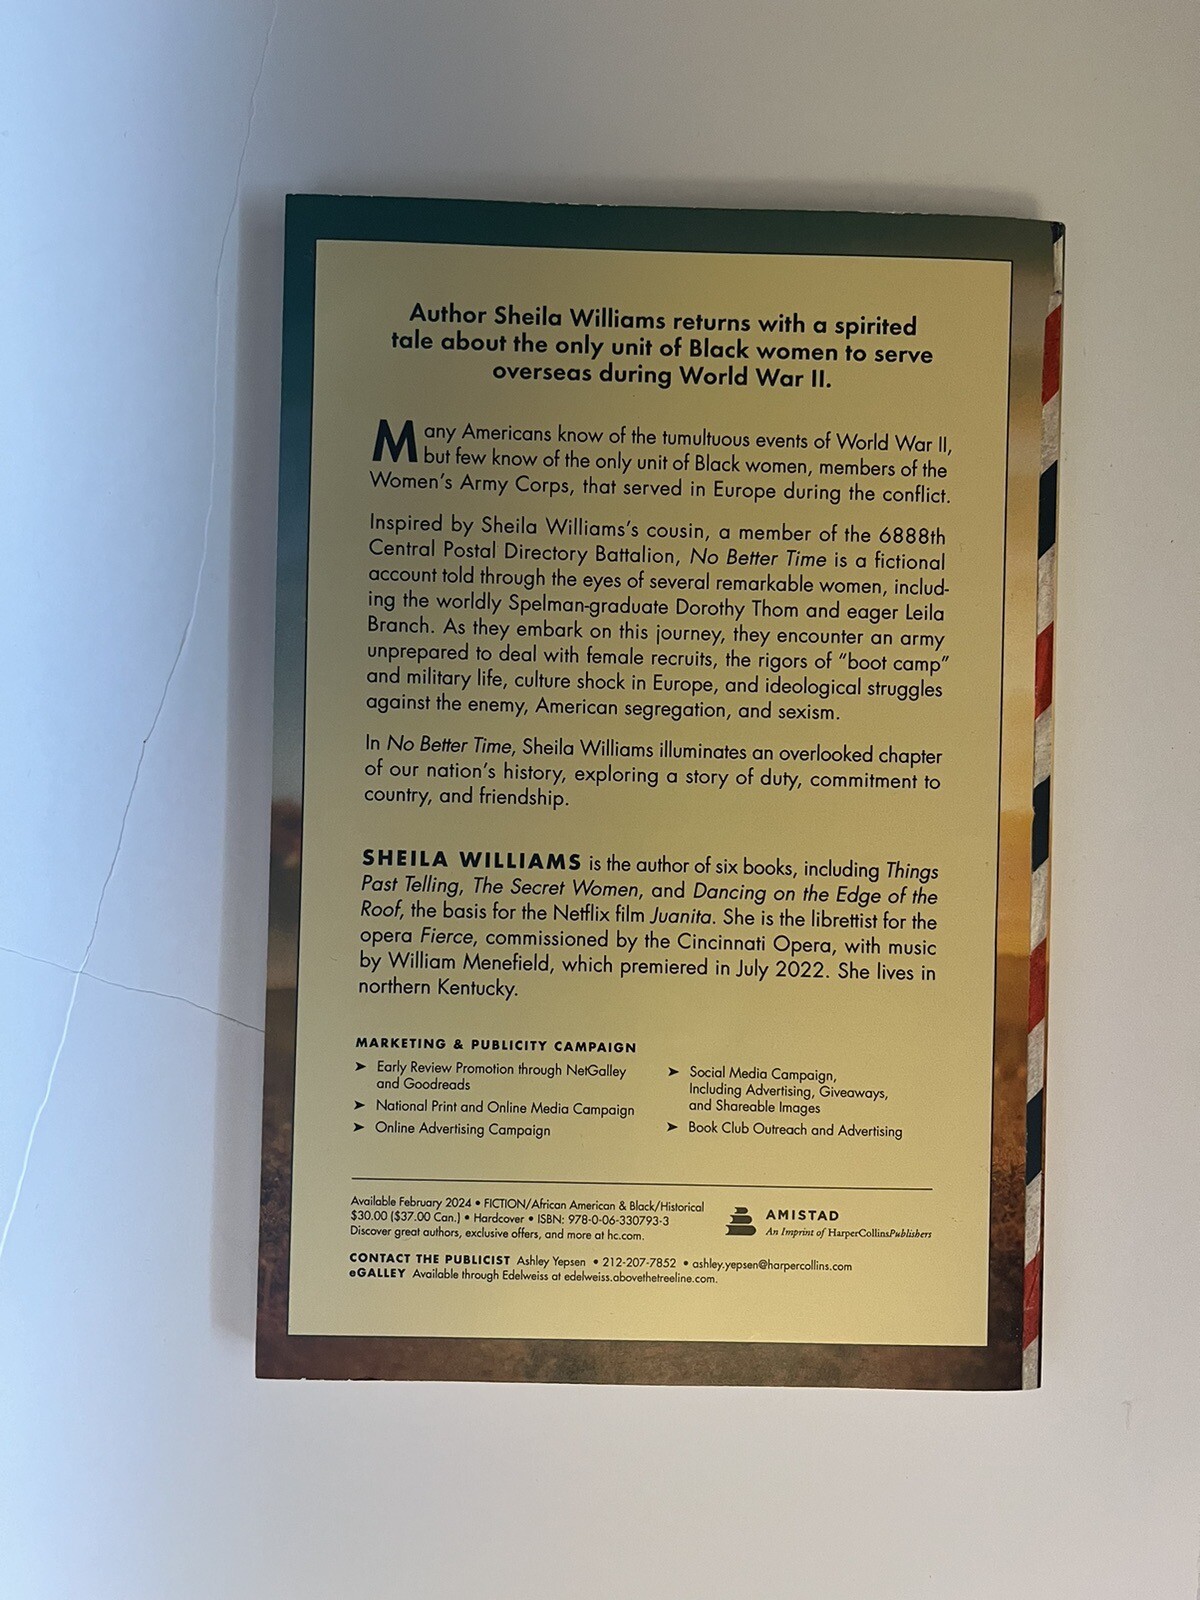 Author Sheila Williams returns with a spirited
tale about the only unit of Black women to serve
overseas during World War II.
Many Americans know of the tumultuous events of World War II,
but few know of the only unit of Black women, members of the
Women's Army Corps, that served in Europe during the conflict.
Inspired by Sheila Williams's cousin, a member of the 6888th
Central Postal Directory Battalion, No Better Time is a fictional
account told through the eyes of several remarkable women, includ-
ing the worldly Spelman-graduate Dorothy Thom and eager Leila
Branch. As they embark on this journey, they encounter an army
unprepared to deal with female recruits, the rigors of "boot camp"
and military life, culture shock in Europe, and ideological struggles
against the enemy, American segregation, and sexism.
In No Better Time, Sheila Williams illuminates an overlooked chapter
of our nation's history, exploring a story of duty, commitment to
country, and friendship.
SHEILA WILLIAMS is the author of six books, including Things
Past Telling, The Secret Women, and Dancing on the Edge of the
Roof, the basis for the Netflix film Juanita. She is the librettist for the
opera Fierce, commissioned by the Cincinnati Opera, with music
by William Menefield, which premiered in July 2022. She lives in
northern Kentucky.
MARKETING & PUBLICITY CAMPAIGN
➤ Early Review Promotion through NetGalley
and Goodreads
➤ National Print and Online Media Campaign
➤ Online Advertising Campaign
➤ Social Media Campaign,
Including Advertising, Giveaways,
and Shareable Images
➤ Book Club Outreach and Advertising
Available February 2024 • FICTION/African American & Black/Historical
$30.00 ($37.00 Can.) • Hardcover • ISBN: 978-0-06-330793-3
Discover great authors, exclusive offers, and more at hc.com.
AMISTAD
An Imprint of HarperCollinsPublishers
CONTACT THE PUBLICIST Ashley Yepsen • 212-207-7852 • ashley.yepsen@harpercollins.com
eGALLEY Available through Edelweiss at edelweiss.abovethetreeline.com.